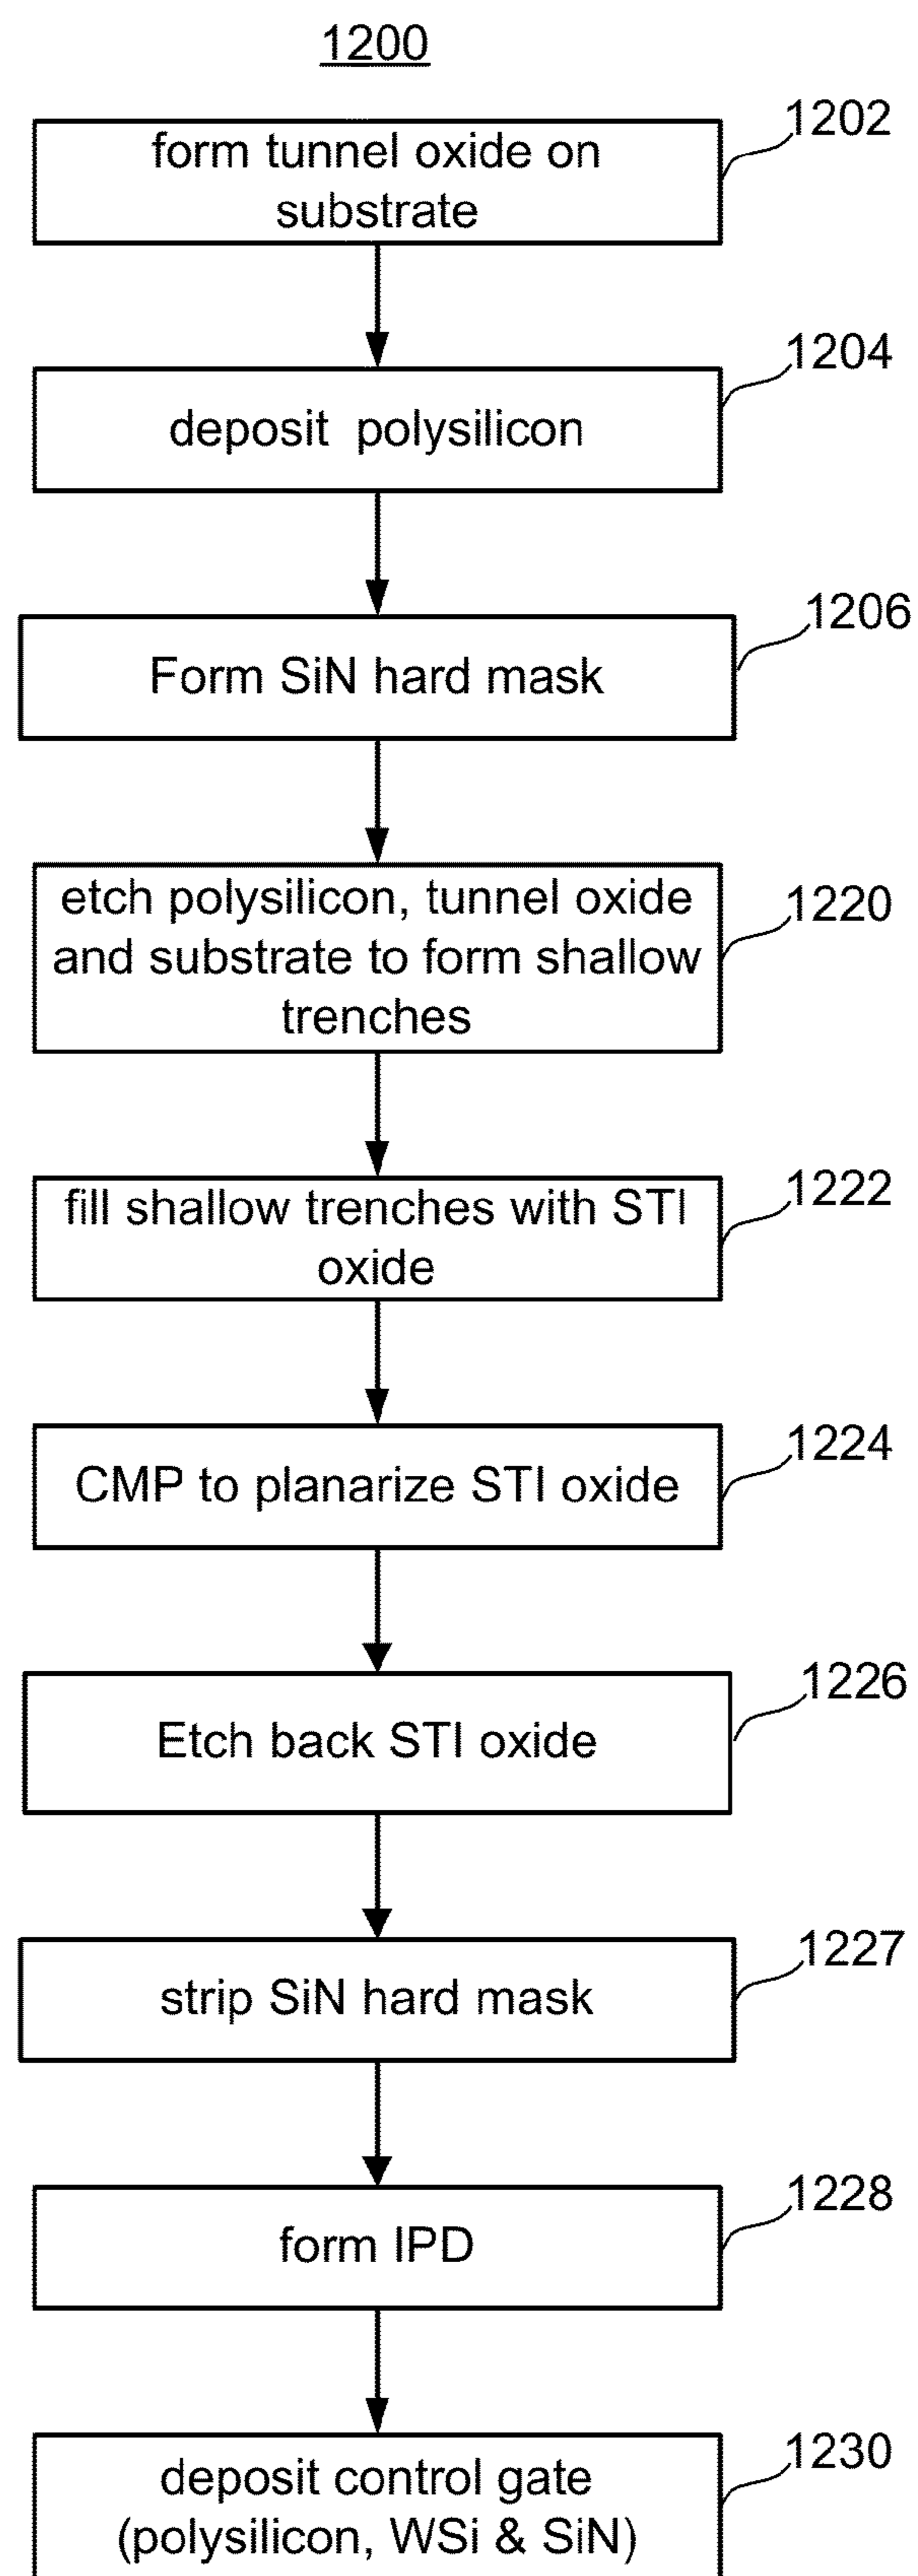 1200
1202
form tunnel oxide on
substrate
1204
deposit polysilicon
1206
Form SiN hard mask
1220
etch polysilicon, tunnel oxide
and substrate to form shallow
trenches
1222
fill shallow trenches with STI
oxide
1224
CMP to planarize STI oxide
1226
Etch back STI oxide
1227
strip SiN hard mask
1228
form IPD
1230
deposit control gate
(polysilicon, WSi & SiN)